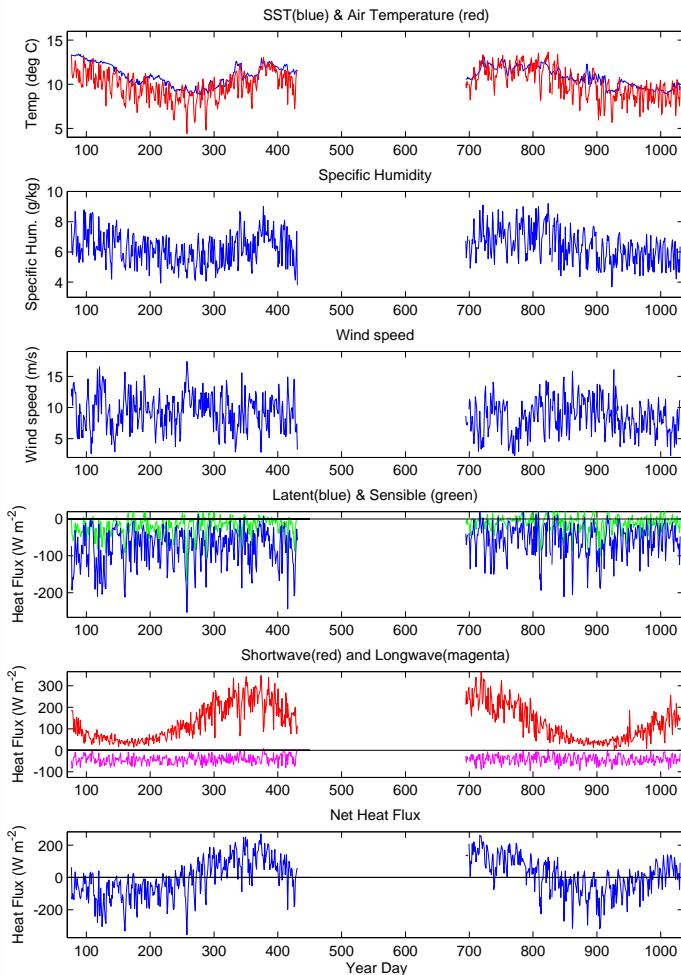 SST(blue) & Air Temperature (red)
Temp (deg C)
15
10
5
100 200 300 400 500 600 700 800 900 1000
Specific Humidity
Specific Hum. (g/kg)
10
8
6
4
100 200 300 400 500 600 700 800 900 1000
Wind speed
Wind speed (m/s)
15
10
5
100 200 300 400 500 600 700 800 900 1000
Latent(blue) & Sensible (green)
Heat Flux (W m⁻²)
0
-100
-200
100 200 300 400 500 600 700 800 900 1000
Shortwave(red) and Longwave(magenta)
Heat Flux (W m⁻²)
300
200
100
0
-100
100 200 300 400 500 600 700 800 900 1000
Net Heat Flux
Heat Flux (W m⁻²)
200
0
-200
100 200 300 400 500 600 700 800 900 1000
Year Day